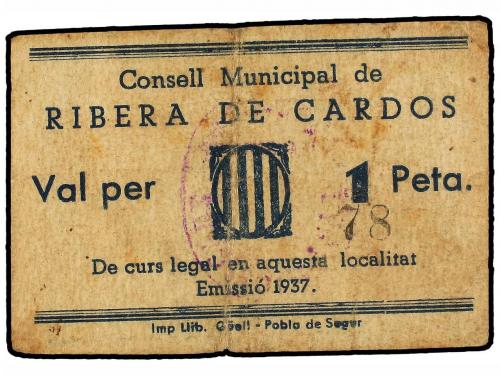 Consell Municipal de
RIBERA DE CARDOS
Val per 1 Peta.
78
De curs legal en aquesta localitat
Emissió 1937.
Imp Llib. Güell - Pobla de Segur